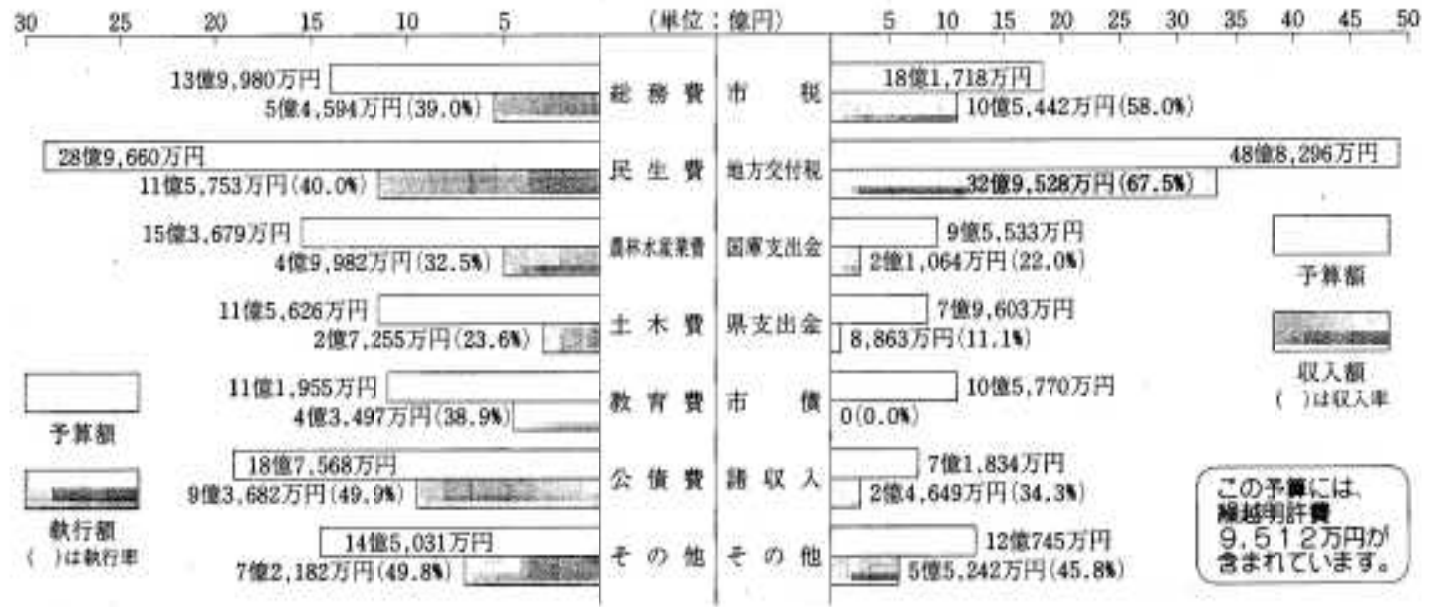 30 25 20 15 10 5 (単位：億円) 5 10 15 20 25 30 35 40 45 50
13億9,980万円 総務費 市税 18億1,718万円
5億4,594万円(39.0%) 10億5,442万円(58.0%)
28億9,660万円 民生費 地方交付税 48億8,296万円
11億5,753万円(40.0%) 32億9,528万円(67.5%)
15億3,679万円 農林水産業費 国庫支出金 9億5,533万円
4億9,982万円(32.5%) 2億1,064万円(22.0%)
11億5,626万円 土木費 県支出金 7億9,603万円
2億7,255万円(23.6%) 8,863万円(11.1%)
11億1,955万円 教育費 市債 10億5,770万円
4億3.497万円(38.9%) 0(0.0%)
18億7,568万円 公債費 諸収入 7億1,834万円
9億3,682万円(49.9%) 2億4,649万円(34.3%)
14億5,031万円 その他 その他 12億745万円
7億2,182万円(49.8%) 5億5,242万円(45.8%)
予算額
執行額
( )は執行率
予算額
収入額
( )は収入率
この予算には、
繰越明許費
9,512万円が
含まれています。